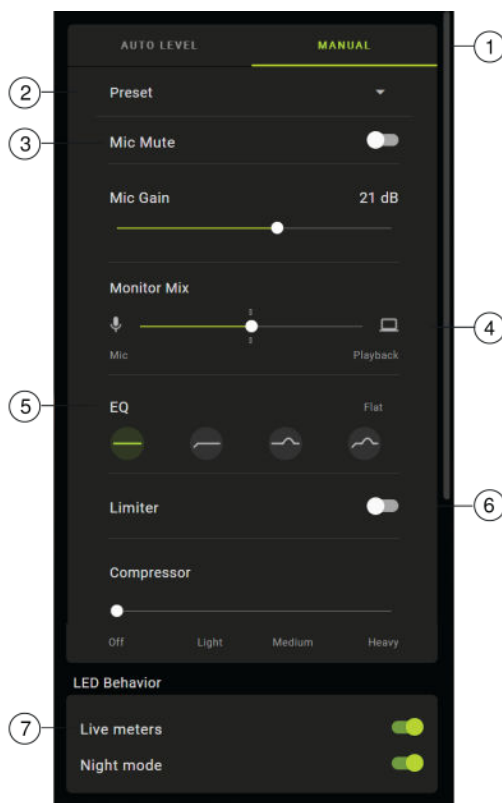 AUTO LEVEL MANUAL 1
2 Preset
3 Mic Mute
Mic Gain 21 dB
Monitor Mix
4
Mic Playback
5 EQ Flat
Limiter 6
Compressor
Off Light Medium Heavy
LED Behavior
7 Live meters
Night mode